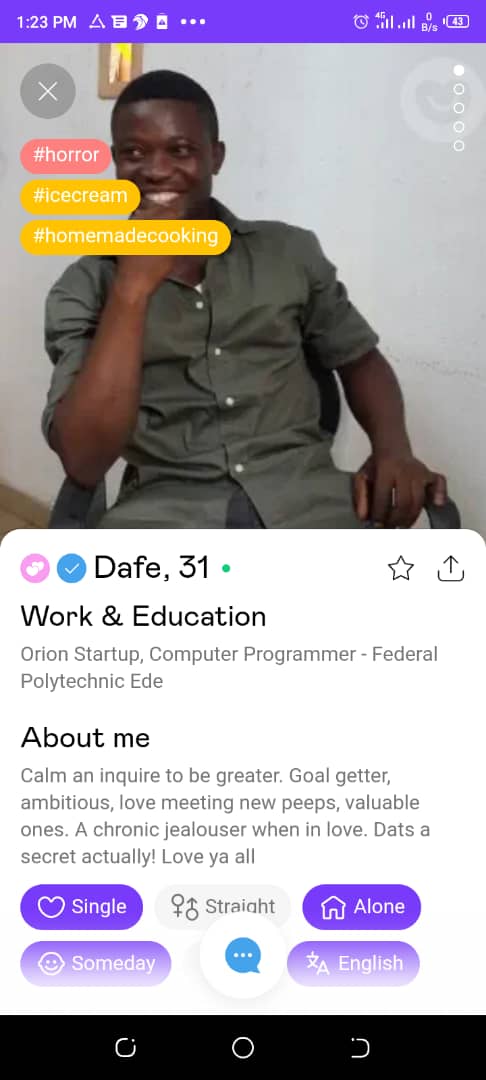 1:23 PM
4G
0
B/s
43
#horror
#icecream
#homemadecooking
Dafe, 31
Work & Education
Orion Startup, Computer Programmer - Federal
Polytechnic Ede
About me
Calm an inquire to be greater. Goal getter,
ambitious, love meeting new peeps, valuable
ones. A chronic jealouser when in love. Dats a
secret actually! Love ya all
Single
Straight
Alone
Someday
English